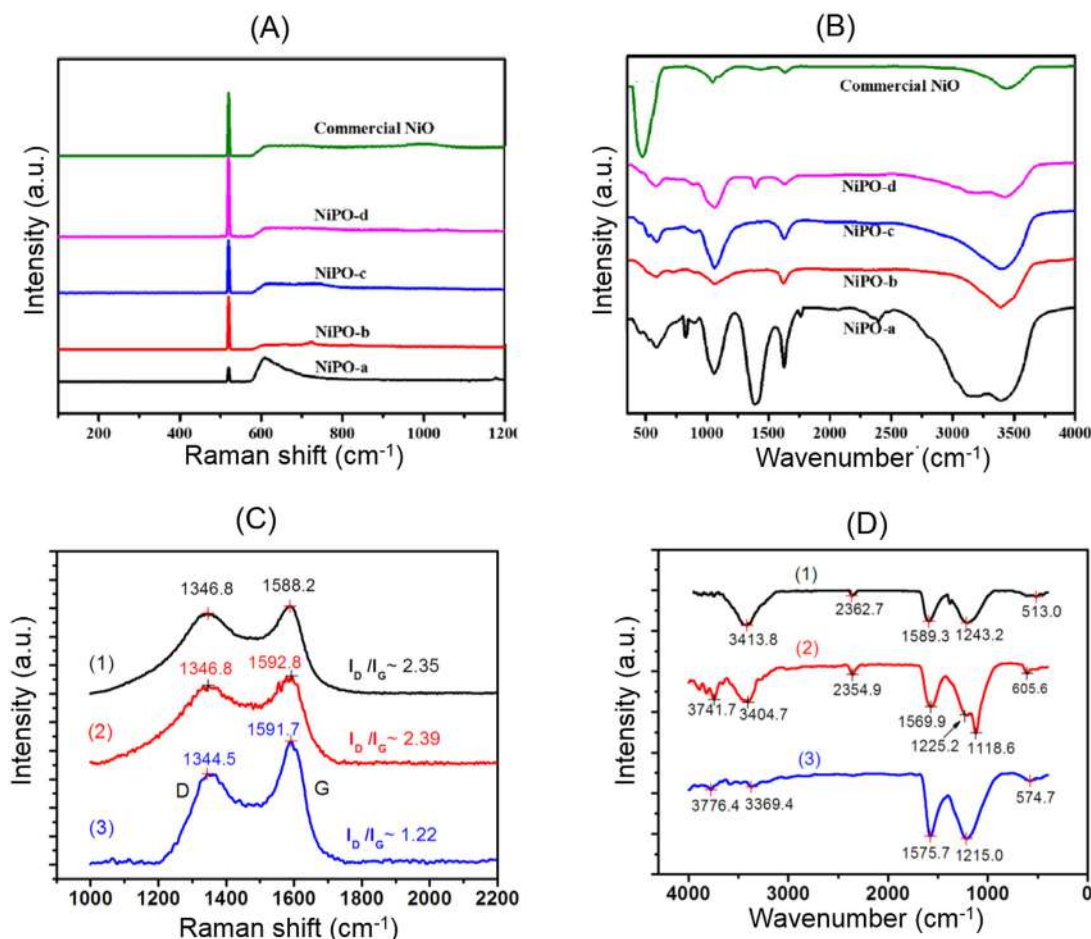 (A)
Intensity (a.u.)
Commercial NiO
NiPO-d
NiPO-c
NiPO-b
NiPO-a
200 400 600 800 1000 1200
Raman shift (cm-1)
(B)
Intensity (a.u.)
Commercial NiO
NiPO-d
NiPO-c
NiPO-b
NiPO-a
500 1000 1500 2000 2500 3000 3500 4000
Wavenumber (cm-1)
(C)
Intensity (a.u.)
1346.8 1588.2
(1) ID/IG~ 2.35
1346.8 1592.8
(2) ID/IG~ 2.39
1344.5 1591.7
D G
(3) ID/IG~ 1.22
1000 1200 1400 1600 1800 2000 2200
Raman shift (cm-1)
(D)
Intensity (a.u.)
(1)
3413.8 2362.7 1589.3 1243.2 513.0
(2)
3741.7 3404.7 2354.9 1569.9 1225.2 1118.6 605.6
(3)
3776.4 3369.4 1575.7 1215.0 574.7
4000 3000 2000 1000
Wavenumber (cm-1)